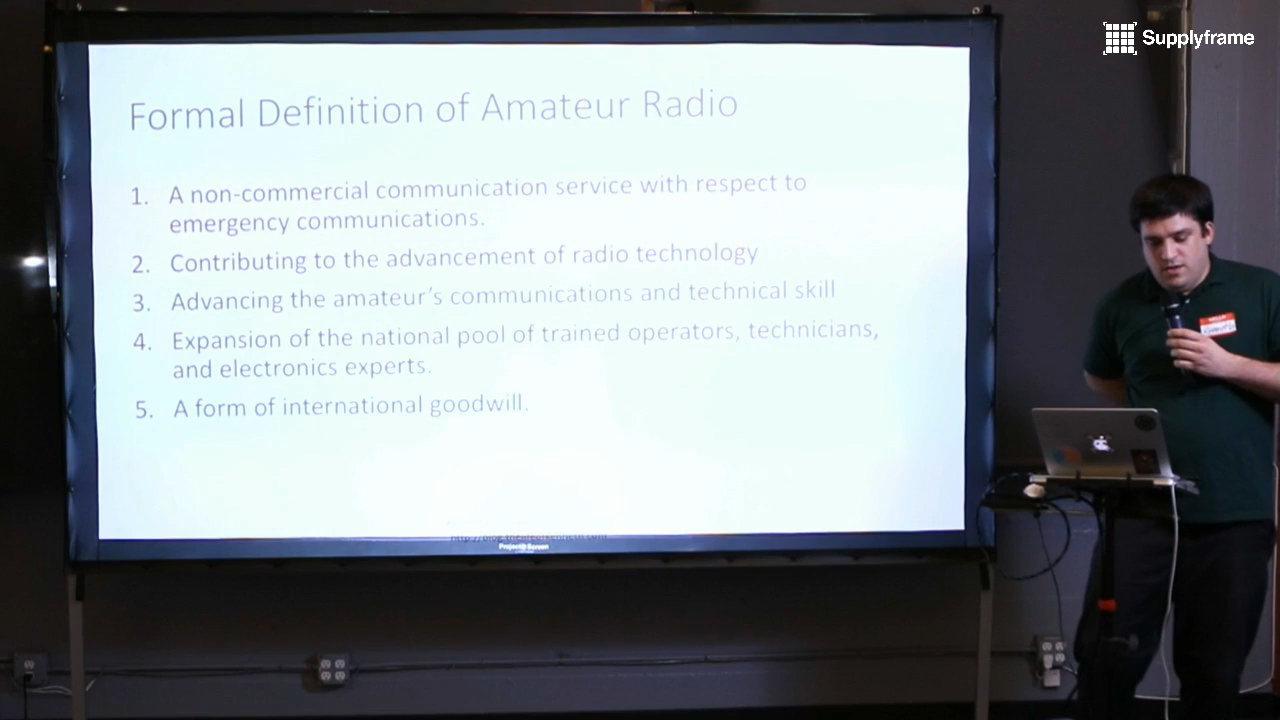 Supplyframe
Formal Definition of Amateur Radio
1. A non-commercial communication service with respect to
emergency communications.
2. Contributing to the advancement of radio technology
3. Advancing the amateur's communications and technical skill
4. Expansion of the national pool of trained operators, technicians,
and electronics experts.
5. A form of international goodwill.
Screen